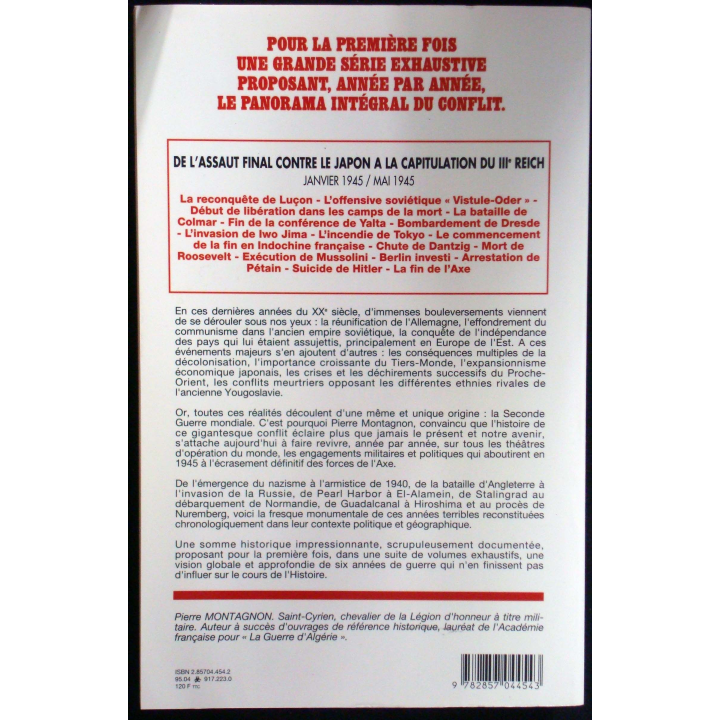 POUR LA PREMIÈRE FOIS
UNE GRANDE SÉRIE EXHAUSTIVE
PROPOSANT, ANNÉE PAR ANNÉE,
LE PANORAMA INTÉGRAL DU CONFLIT.
DE L'ASSAUT FINAL CONTRE LE JAPON A LA CAPITULATION DU IIIe REICH
JANVIER 1945 / MAI 1945
La reconquête de Luçon - L'offensive soviétique « Vistule-Oder » -
Début de libération dans les camps de la mort - La bataille de
Colmar - Fin de la conférence de Yalta - Bombardement de Dresde
- L'invasion de Iwo Jima - L'incendie de Tokyo - Le commencement
de la fin en Indochine française - Chute de Dantzig - Mort de
Roosevelt - Exécution de Mussolini - Berlin investi - Arrestation de
Pétain - Suicide de Hitler - La fin de l'Axe
En ces dernières années du XXe siècle, d'immenses bouleversements viennent
de se dérouler sous nos yeux : la réunification de l'Allemagne, l'effondrement du
communisme dans l'ancien empire soviétique, la conquête de l'indépendance
des pays qui lui étaient assujettis, principalement en Europe de l'Est. A ces
événements majeurs s'en ajoutent d'autres : les conséquences multiples de la
décolonisation, l'importance croissante du Tiers-Monde, l'expansionnisme
économique japonais, les crises et les déchirements successifs du Proche-
Orient, les conflits meurtriers opposant les différentes ethnies rivales de
l'ancienne Yougoslavie.
Or, toutes ces réalités découlent d'une même et unique origine : la Seconde
Guerre mondiale. C'est pourquoi Pierre Montagnon, convaincu que l'histoire de
ce gigantesque conflit éclaire plus que jamais le présent et notre avenir,
s'attache aujourd'hui à faire revivre, année par année, sur tous les théâtres
d'opération du monde, les engagements militaires et politiques qui aboutirent en
1945 à l'écrasement définitif des forces de l'Axe.
De l'émergence du nazisme à l'armistice de 1940, de la bataille d'Angleterre à
l'invasion de la Russie, de Pearl Harbor à El-Alamein, de Stalingrad au
débarquement de Normandie, de Guadalcanal à Hiroshima et au procès de
Nuremberg, voici la fresque monumentale de ces années terribles reconstituées
chronologiquement dans leur contexte politique et géographique.
Une somme historique impressionnante, scrupuleusement documentée,
proposant pour la première fois, dans une suite de volumes exhaustifs, une
vision globale et approfondie de six années de guerre qui n'en finissent pas
d'influer sur le cours de l'Histoire.
Pierre MONTAGNON. Saint-Cyrien, chevalier de la Légion d'honneur à titre mili-
taire. Auteur à succès d'ouvrages de référence historique, lauréat de l'Académie
française pour « La Guerre d'Algérie ».
ISBN 2.85704.454.2
95.04 917.223.0
120 F TTC
9 782857 044543